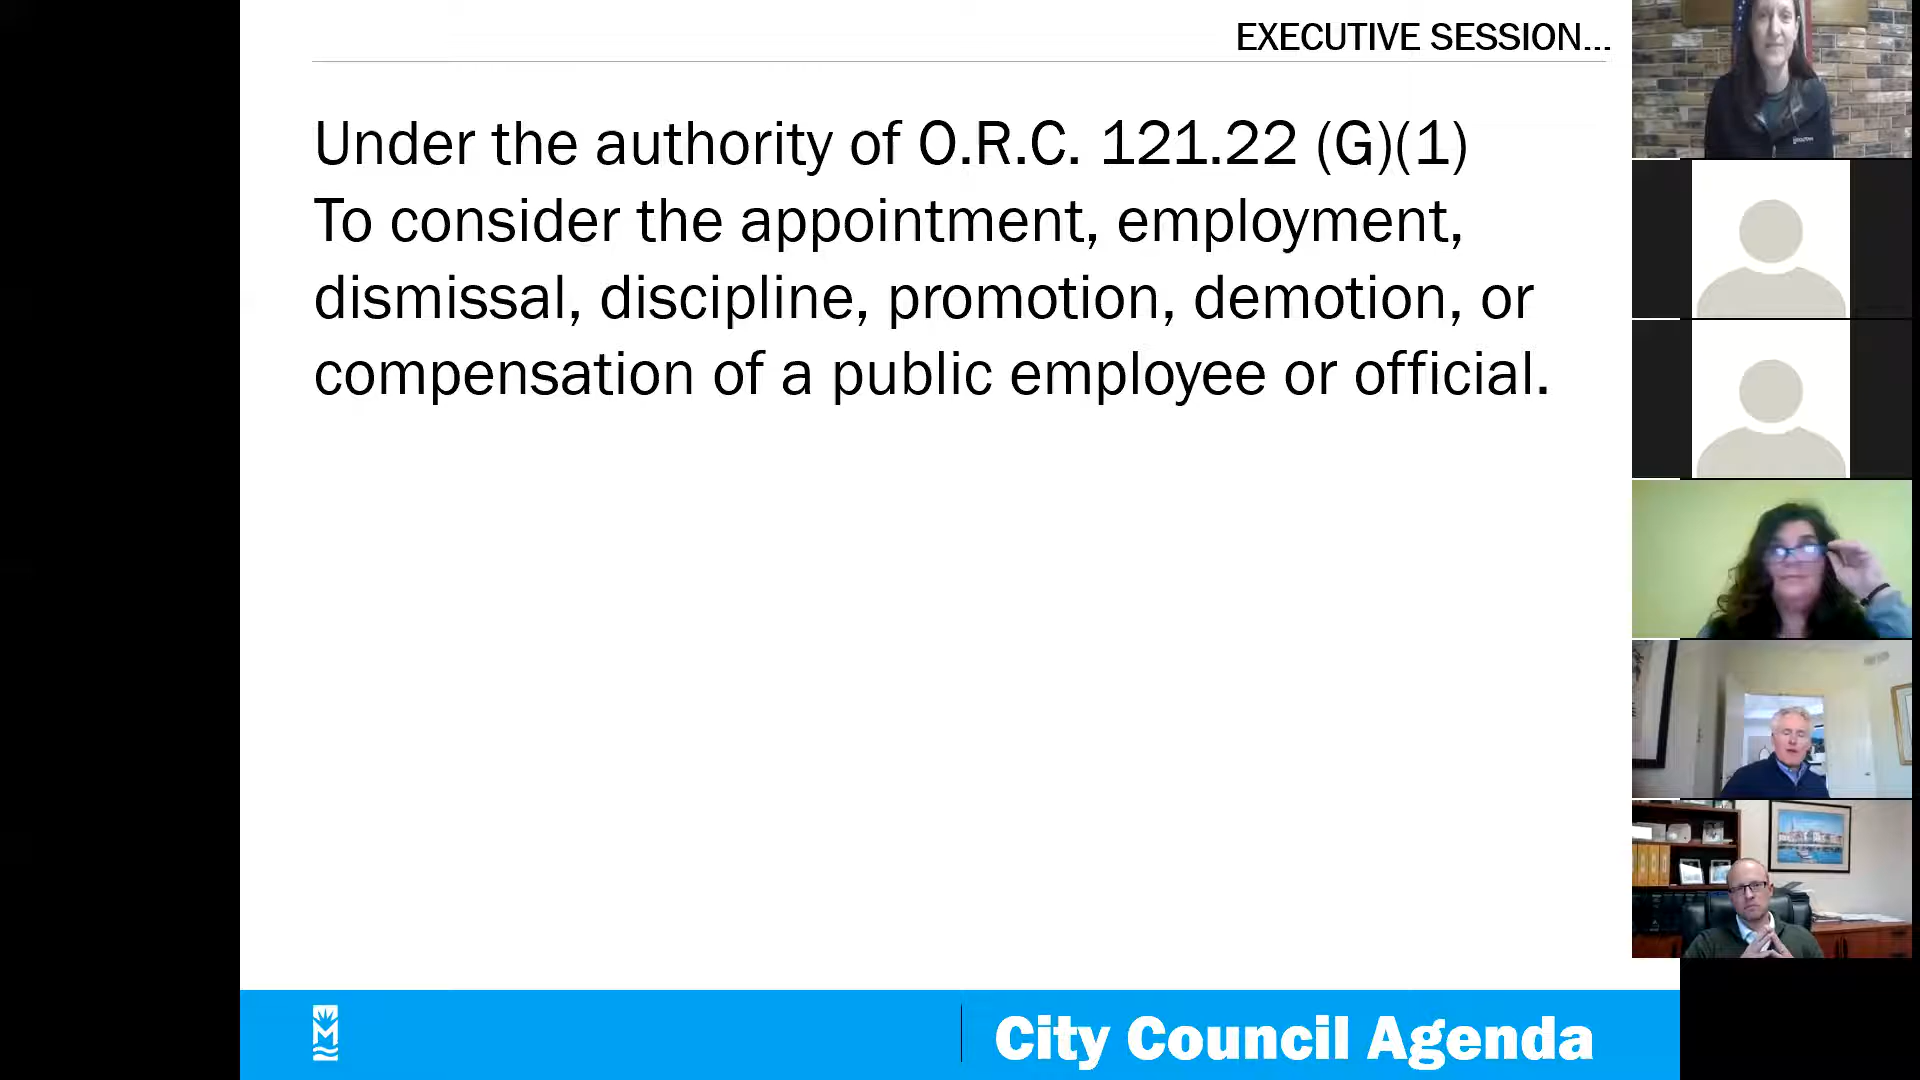 EXECUTIVE SESSION...
Under the authority of O.R.C. 121.22 (G)(1)
To consider the appointment, employment,
dismissal, discipline, promotion, demotion, or
compensation of a public employee or official.
M
City Council Agenda